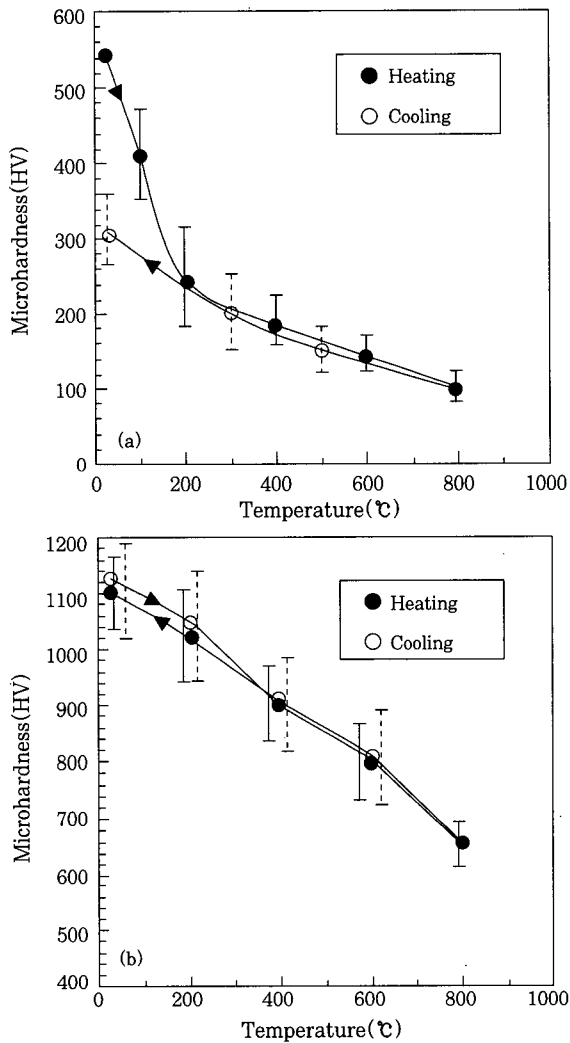 600
500
400
300
200
100
0
Microhardness(HV)
Heating
Cooling
(a)
0 200 400 600 800 1000
Temperature(℃)
1200
1100
1000
900
800
700
600
500
400
Microhardness(HV)
Heating
Cooling
(b)
0 200 400 600 800 1000
Temperature(℃)